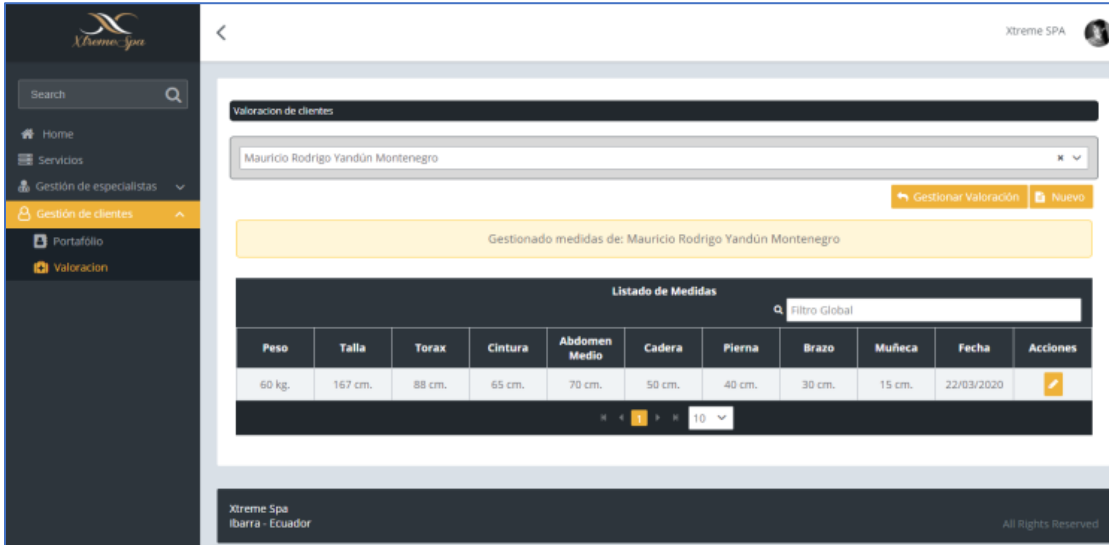 Xtreme Spa
Xtreme SPA
Search
Home
Servicios
Gestión de especialistas
Gestión de clientes
Portafólio
Valoracion
Valoracion de clientes
Mauricio Rodrigo Yandún Montenegro
Gestionar Valoración Nuevo
Gestionado medidas de: Mauricio Rodrigo Yandún Montenegro
Listado de Medidas
Filtro Global
Peso Talla Torax Cintura Abdomen Medio Cadera Pierna Brazo Muñeca Fecha Acciones
60 kg. 167 cm. 88 cm. 65 cm. 70 cm. 50 cm. 40 cm. 30 cm. 15 cm. 22/03/2020
1 10
Xtreme Spa
Ibarra - Ecuador
All Rights Reserved